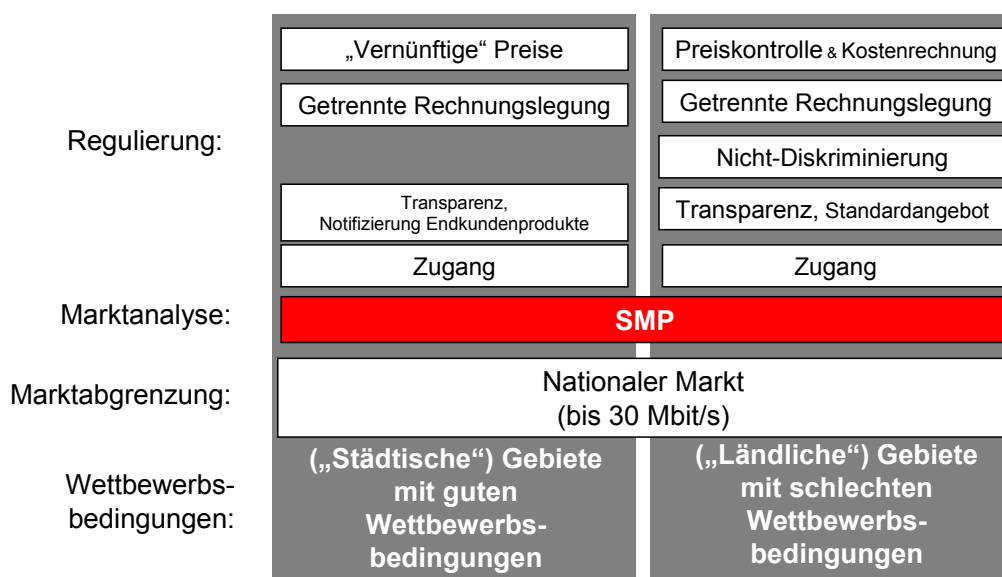 Regulierung:
„Vernünftige“ Preise
Getrennte Rechnungslegung
Transparenz,
Notifizierung Endkundenprodukte
Zugang
Preiskontrolle & Kostenrechnung
Getrennte Rechnungslegung
Nicht-Diskriminierung
Transparenz, Standardangebot
Zugang
Marktanalyse:
SMP
Marktabgrenzung:
Nationaler Markt
(bis 30 Mbit/s)
Wettbewerbs-
bedingungen:
(„Städtische“) Gebiete
mit guten
Wettbewerbs-
bedingungen
(„Ländliche“) Gebiete
mit schlechten
Wettbewerbs-
bedingungen